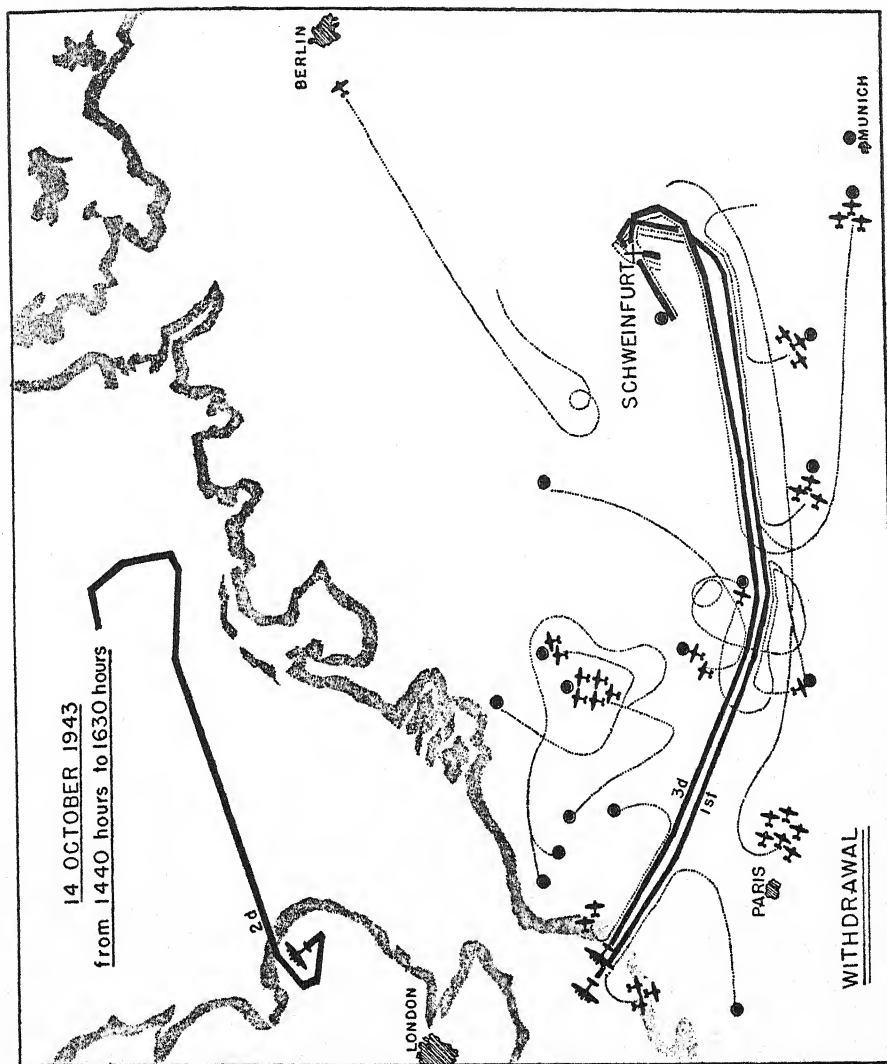 14 OCTOBER 1943
from 1440 hours to 1630 hours
2d
LONDON
BERLIN
SCHWEINFURT
MUNICH
3d
1st
PARIS
WITHDRAWAL